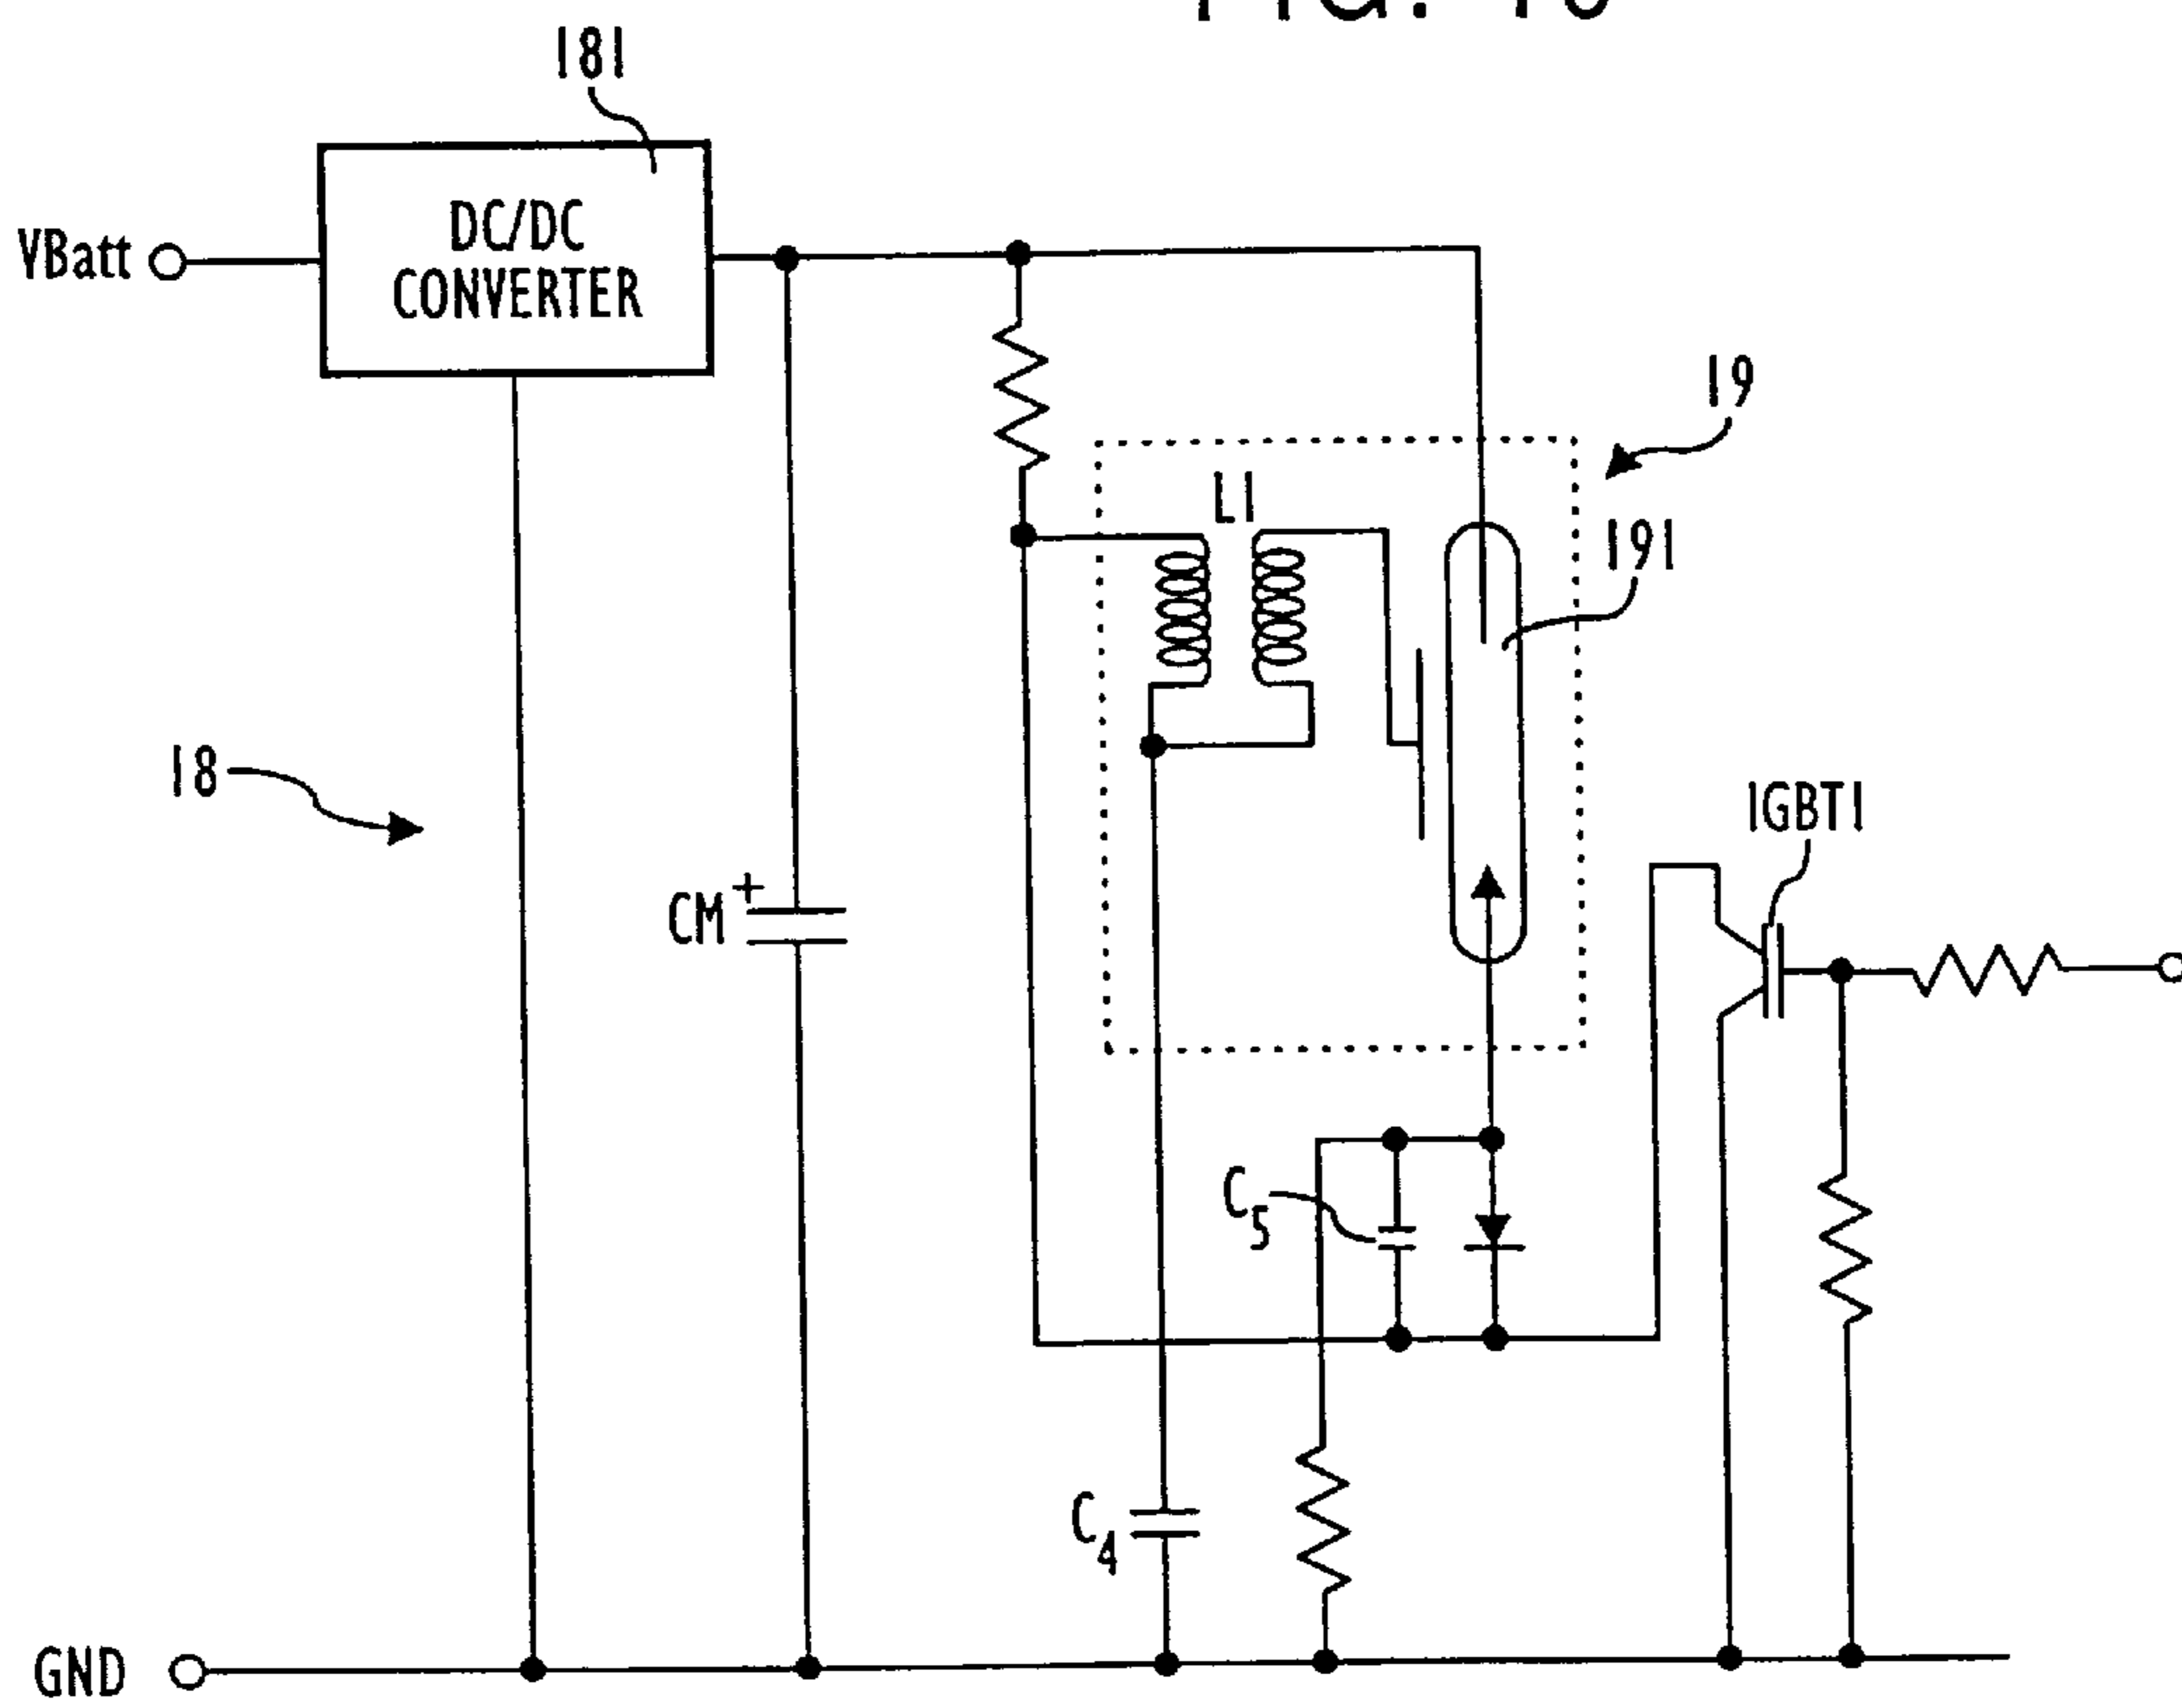 181
DC/DC
CONVERTER
VBatt
19
L1
191
18
IGBT1
CM
+
C5
C4
GND